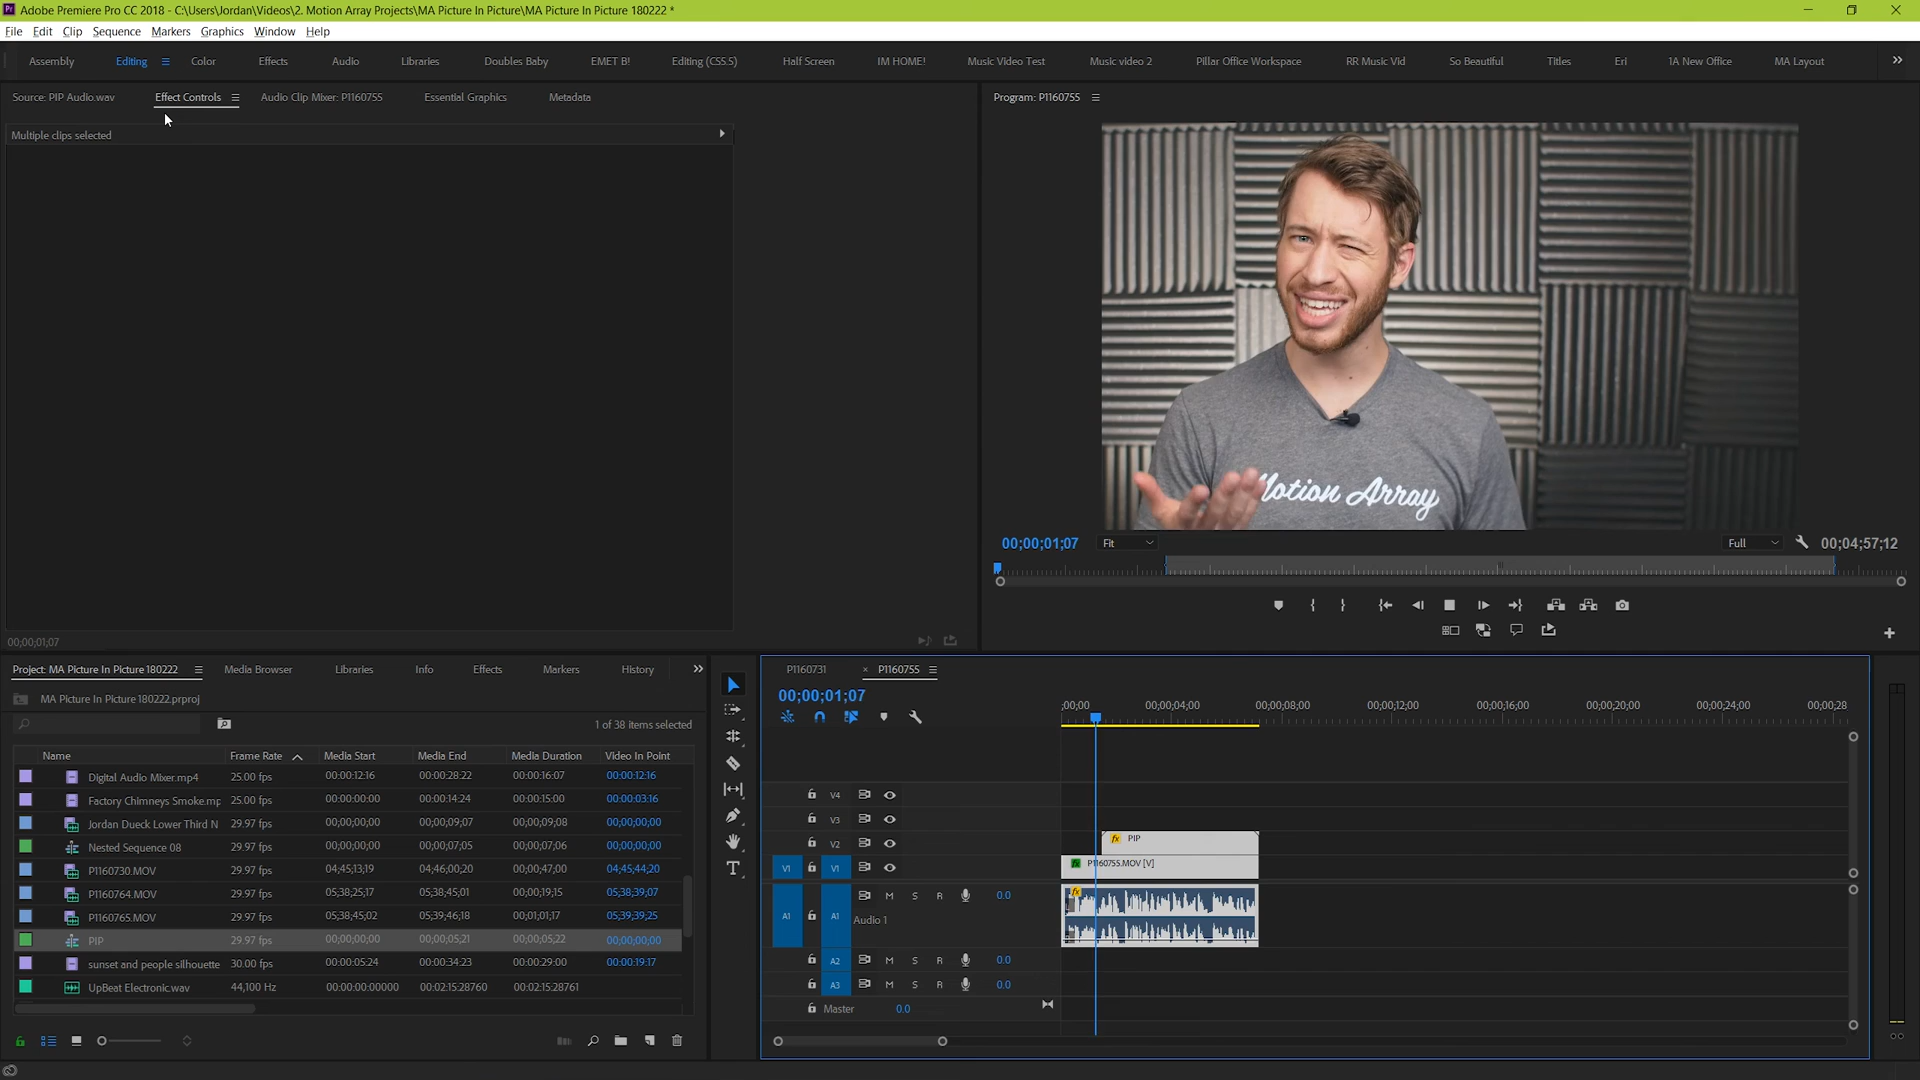 Adobe Premiere Pro CC 2018 - C:\Users\Jordan\Videos\2. Motion Array Projects\MA Picture In Picture\MA Picture In Picture 180222 *
File Edit Clip Sequence Markers Graphics Window Help
Assembly Editing Color Effects Audio Libraries Doubles Baby EMET B! Editing (CS5.5) Half Screen IM HOME! Music Video Test Music video 2 Pillar Office Workspace RR Music Vid So Beautiful Titles Eri 1A New Office MA Layout
Source: PIP Audio.wav Effect Controls Audio Clip Mixer: P1160755 Essential Graphics Metadata
Program: P1160755
Multiple clips selected
Motion Array
00;00;01;07 Fit Full 00;04;57;12
00;00;01;07
Project: MA Picture In Picture 180222 Media Browser Libraries Info Effects Markers History
MA Picture In Picture 180222.prproj
1 of 38 items selected
Name Frame Rate Media Start Media End Media Duration Video In Point
Digital Audio Mixer.mp4 25.00 fps 00:00:12:16 00:00:28:22 00:00:16:07 00:00:12:16
Factory Chimneys Smoke.mp 25.00 fps 00:00:00:00 00:00:14:24 00:00:15:00 00:00:03:16
Jordan Dueck Lower Third N 29.97 fps 00;00;00;00 00;00;09;07 00;00;09;08 00;00;00;00
Nested Sequence 08 29.97 fps 00;00;00;00 00;00;07;05 00;00;07;06 00;00;00;00
P1160730.MOV 29.97 fps 04;45;13;19 04;46;00;20 00;00;47;00 04;45;44;20
P1160764.MOV 29.97 fps 05;38;25;17 05;38;45;01 00;00;19;15 05;38;39;07
P1160765.MOV 29.97 fps 05;38;45;02 05;39;46;18 00;01;01;17 05;39;39;25
PIP 29.97 fps 00;00;00;00 00;00;05;21 00;00;05;22 00;00;00;00
sunset and people silhouette 30.00 fps 00:00:05:24 00:00:34:23 00:00:29:00 00:00:19:17
UpBeat Electronic.wav 44,100 Hz 00:00:00:00000 00:02:15:28760 00:02:15:28761
P1160731 × P1160755
00;00;01;07
;00;00 00;00;04;00 00;00;08;00 00;00;12;00 00;00;16;00 00;00;20;00 00;00;24;00 00;00;28
V4
V3
V2 fx PIP
V1 V1 fx P1160755.MOV [V]
A1 A1 M S R 0.0 fx
Audio 1
A2 M S R 0.0
A3 M S R 0.0
Master 0.0